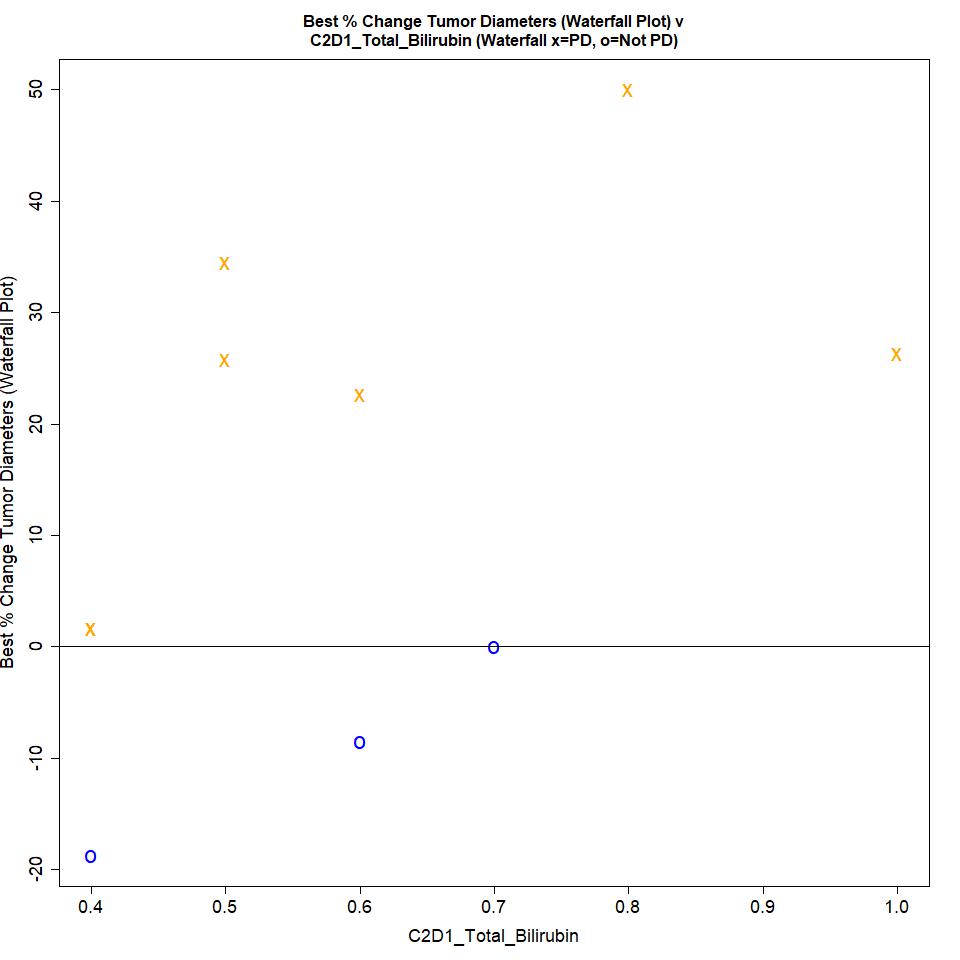 Best % Change Tumor Diameters (Waterfall Plot) v
C2D1_Total_Bilirubin (Waterfall x=PD, o=Not PD)
Best % Change Tumor Diameters (Waterfall Plot)
50
40
30
20
10
0
-10
-20
X
X
X
X
X
X
O
O
O
0.4 0.5 0.6 0.7 0.8 0.9 1.0
C2D1_Total_Bilirubin